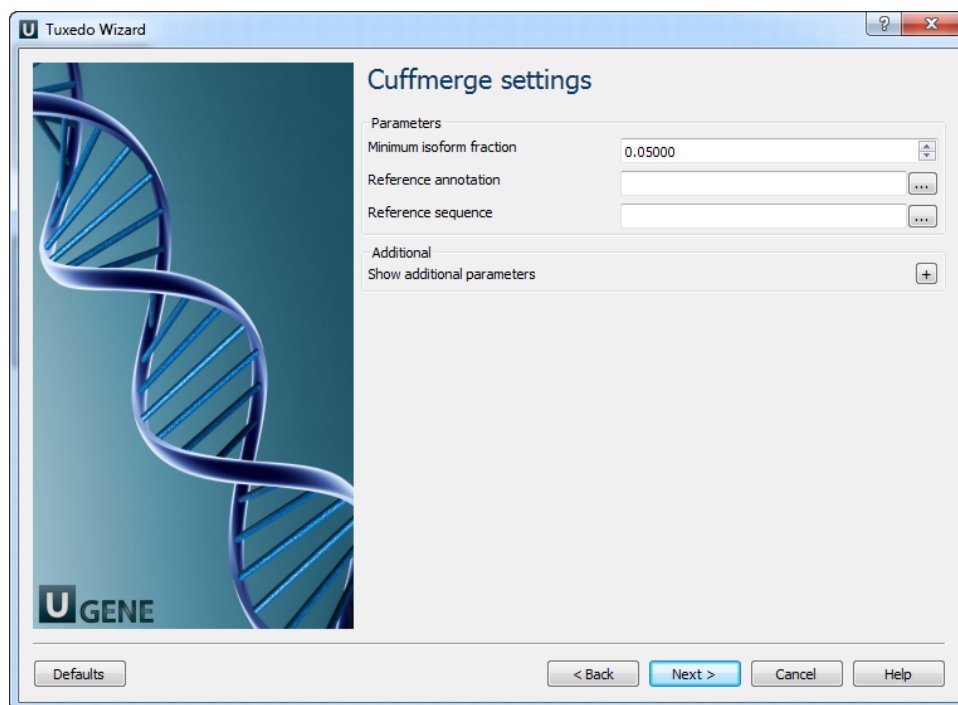 U Tuxedo Wizard
? X
Cuffmerge settings
Parameters
Minimum isoform fraction 0.05000
Reference annotation ...
Reference sequence ...
Additional
Show additional parameters +
U GENE
Defaults < Back Next > Cancel Help